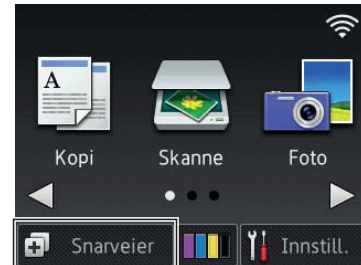 A
Kopi
Skanne
Foto
Snarveier
Innstill.